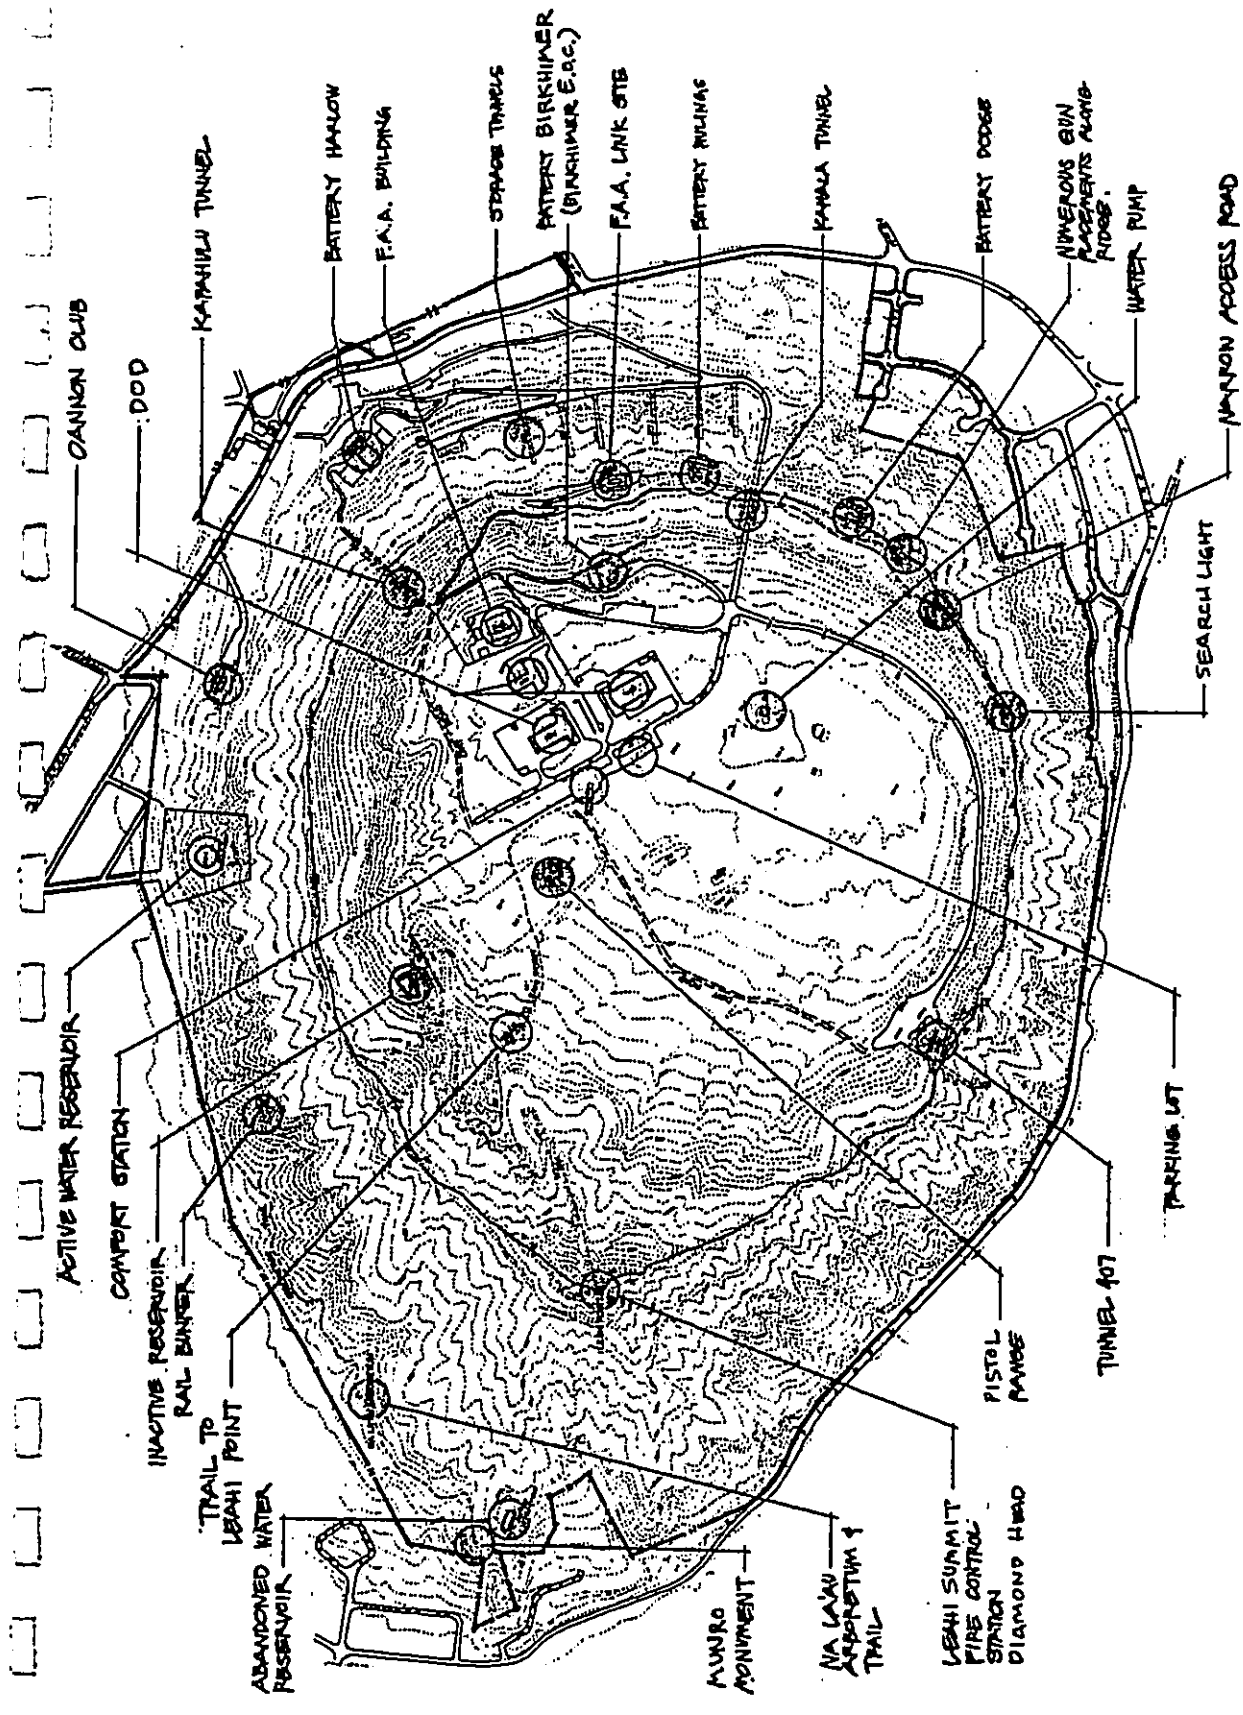 CANNON CLUB
DOD
KAPAHULU TUNNEL
BATTERY HARLOW
F.A.A. BUILDING
STORAGE TUNNELS
BATTERY BIRKHIMER
(BIRKHIMER E.O.C.)
F.A.A. LINK SITE
BATTERY HULINGS
KAHALA TUNNEL
BATTERY DODGE
NUMEROUS GUN
PLACEMENTS ALONG
RIDGE.
WATER PUMP
NARROW ACCESS ROAD
SEARCH LIGHT
ACTIVE WATER RESERVOIR
COMFORT STATION
INACTIVE RESERVOIR
RAIL BUNKER
TRAIL TO
LEAHI POINT
ABANDONED WATER
RESERVOIR
MUNRO
MONUMENT
NA LA'AU
ARBORETUM &
TRAIL
LEAHI SUMMIT
FIRE CONTROL
STATION
DIAMOND HEAD
PISTOL
RANGE
TUNNEL 407
PARKING LOT